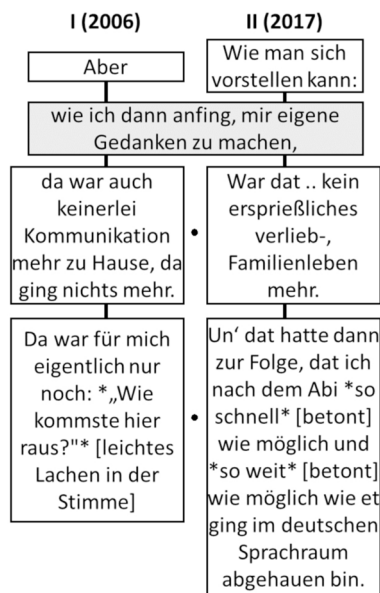 I (2006)
II (2017)
Aber
Wie man sich
vorstellen kann:
wie ich dann anfing, mir eigene
Gedanken zu machen,
da war auch
keinerlei
Kommunikation
mehr zu Hause, da
ging nichts mehr.
•
War dat .. kein
ersprießliches
verlieb-,
Familienleben
mehr.
Da war für mich
eigentlich nur
noch: *„Wie
kommste hier
raus?"* [leichtes
Lachen in der
Stimme]
•
Un‘ dat hatte dann
zur Folge, dat ich
nach dem Abi *so
schnell* [betont]
wie möglich und
*so weit* [betont]
wie möglich wie et
ging im deutschen
Sprachraum
abgehauen bin.